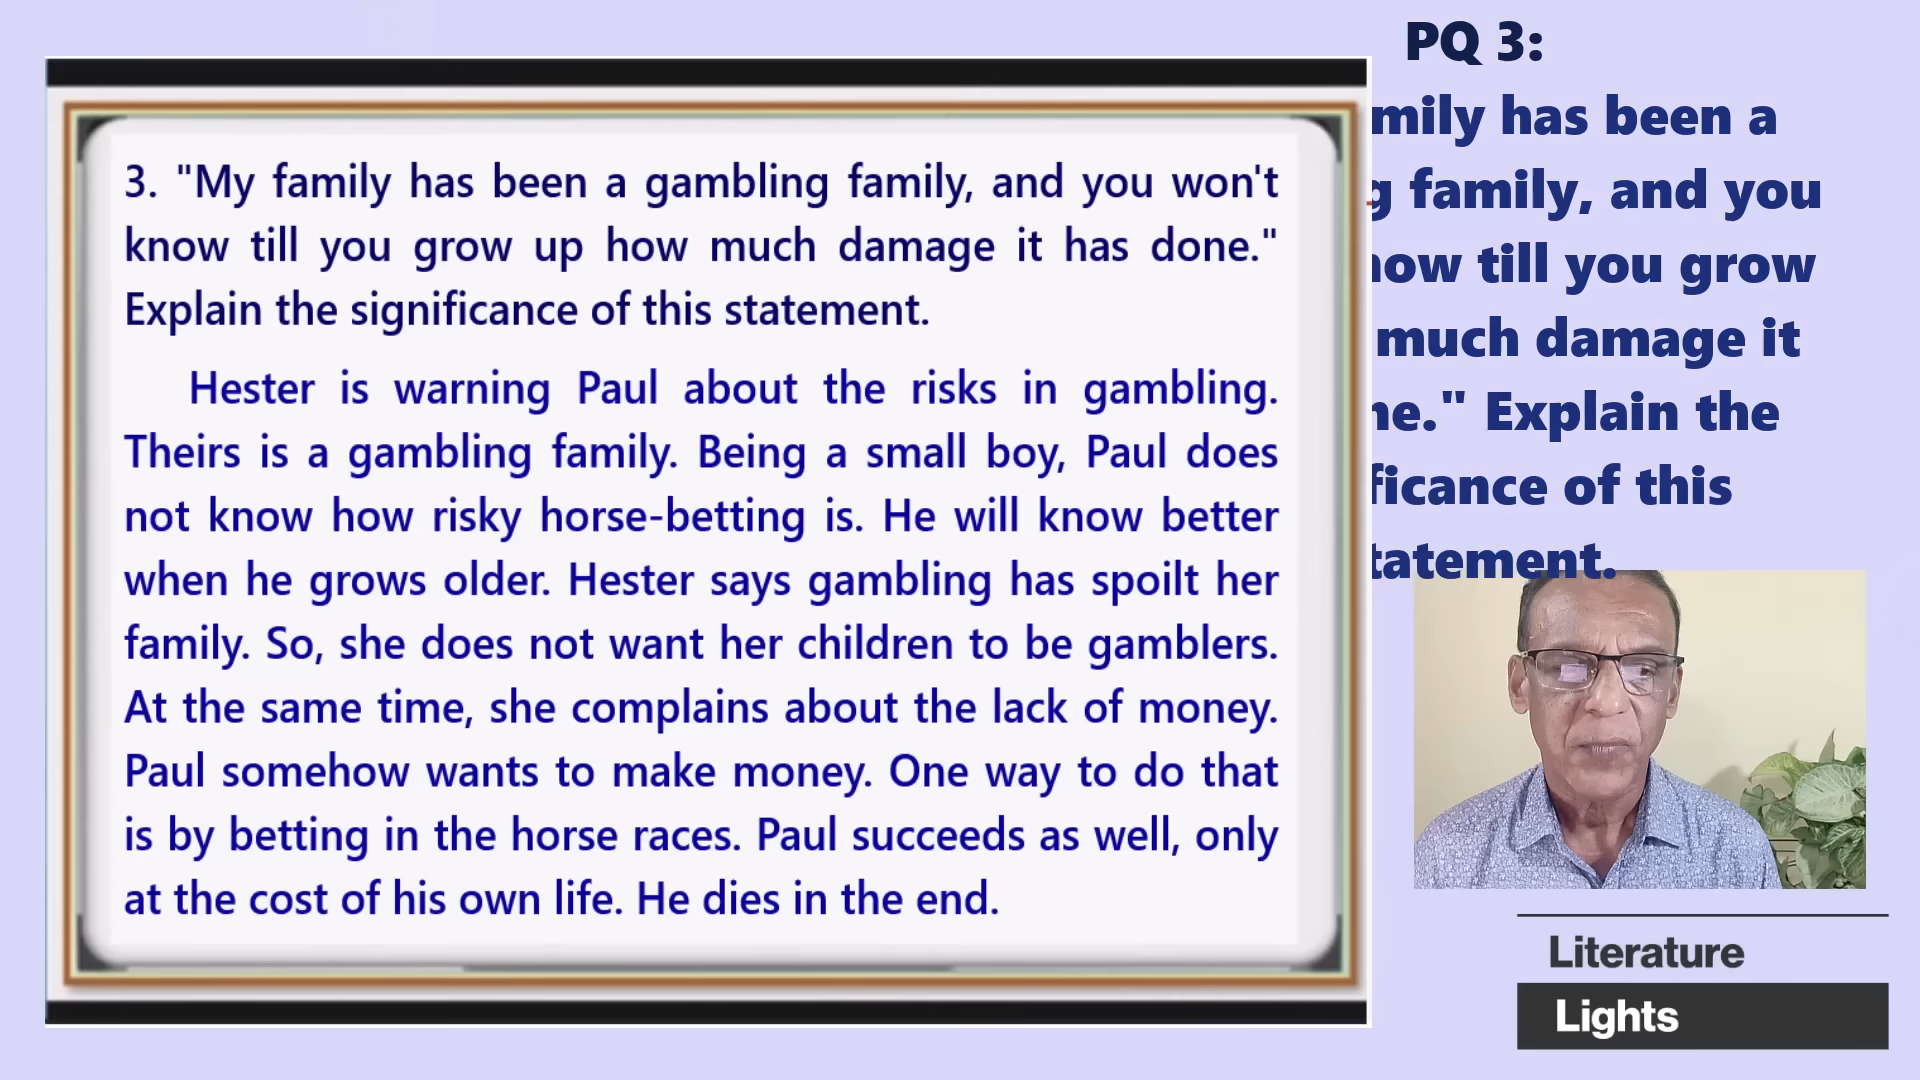 3. "My family has been a gambling family, and you won't
know till you grow up how much damage it has done."
Explain the significance of this statement.
Hester is warning Paul about the risks in gambling.
Theirs is a gambling family. Being a small boy, Paul does
not know how risky horse-betting is. He will know better
when he grows older. Hester says gambling has spoilt her
family. So, she does not want her children to be gamblers.
At the same time, she complains about the lack of money.
Paul somehow wants to make money. One way to do that
is by betting in the horse races. Paul succeeds as well, only
at the cost of his own life. He dies in the end.
PQ 3:
mily has been a
g family, and you
ow till you grow
much damage it
ne." Explain the
ficance of this
tatement.
Literature
Lights